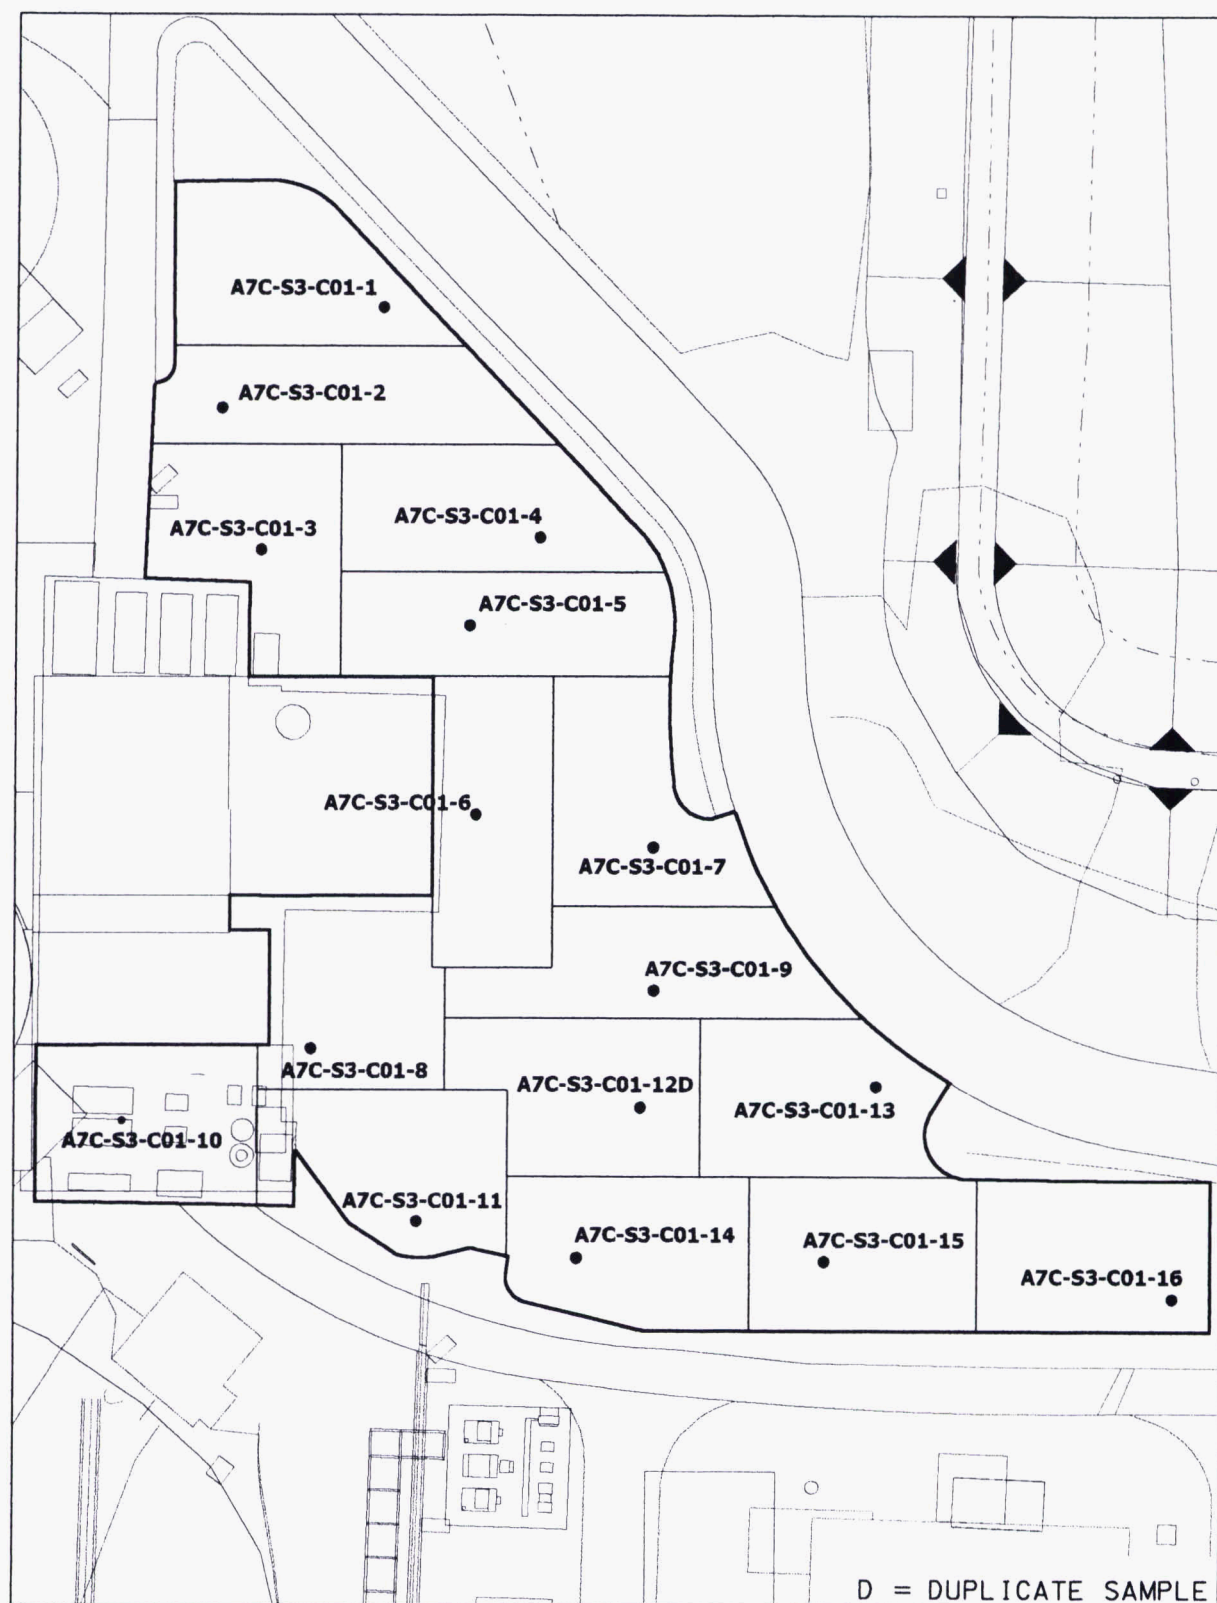 A7C-S3-C01-1
A7C-S3-C01-2
A7C-S3-C01-4
A7C-S3-C01-3
A7C-S3-C01-5
A7C-S3-C01-6
A7C-S3-C01-7
A7C-S3-C01-9
A7C-S3-C01-8
A7C-S3-C01-12D
A7C-S3-C01-13
A7C-S3-C01-10
A7C-S3-C01-11
A7C-S3-C01-14
A7C-S3-C01-15
A7C-S3-C01-16
D = DUPLICATE SAMPLE